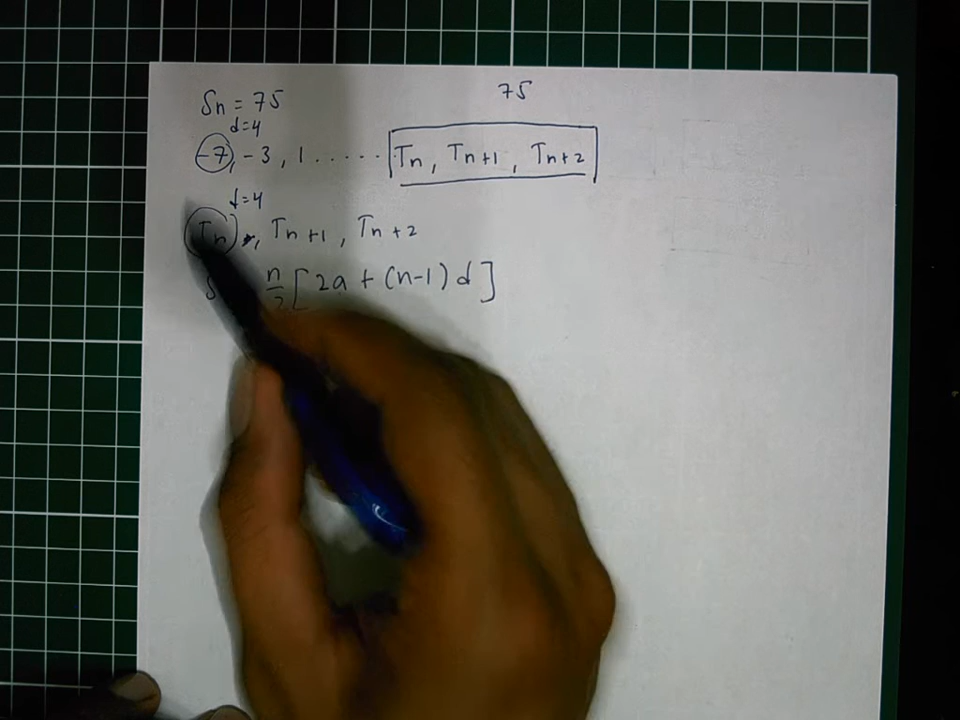 75
Sn = 75
d=4
-7, -3, 1 ..... Tn, Tn+1, Tn+2
d=4
Tn, Tn+1, Tn+2
n/2 [2a + (n-1) d]